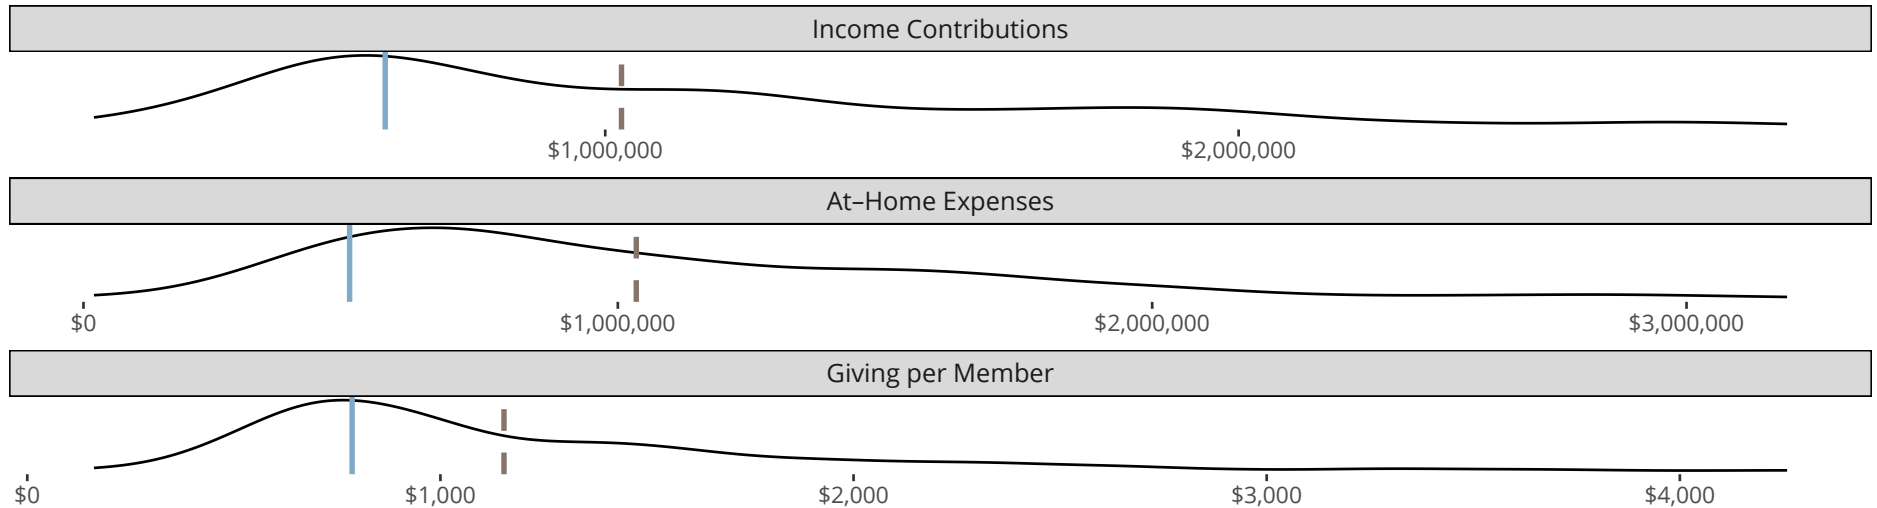 Income Contributions
$1,000,000 $2,000,000
At–Home Expenses
$0 $1,000,000 $2,000,000 $3,000,000
Giving per Member
$0 $1,000 $2,000 $3,000 $4,000